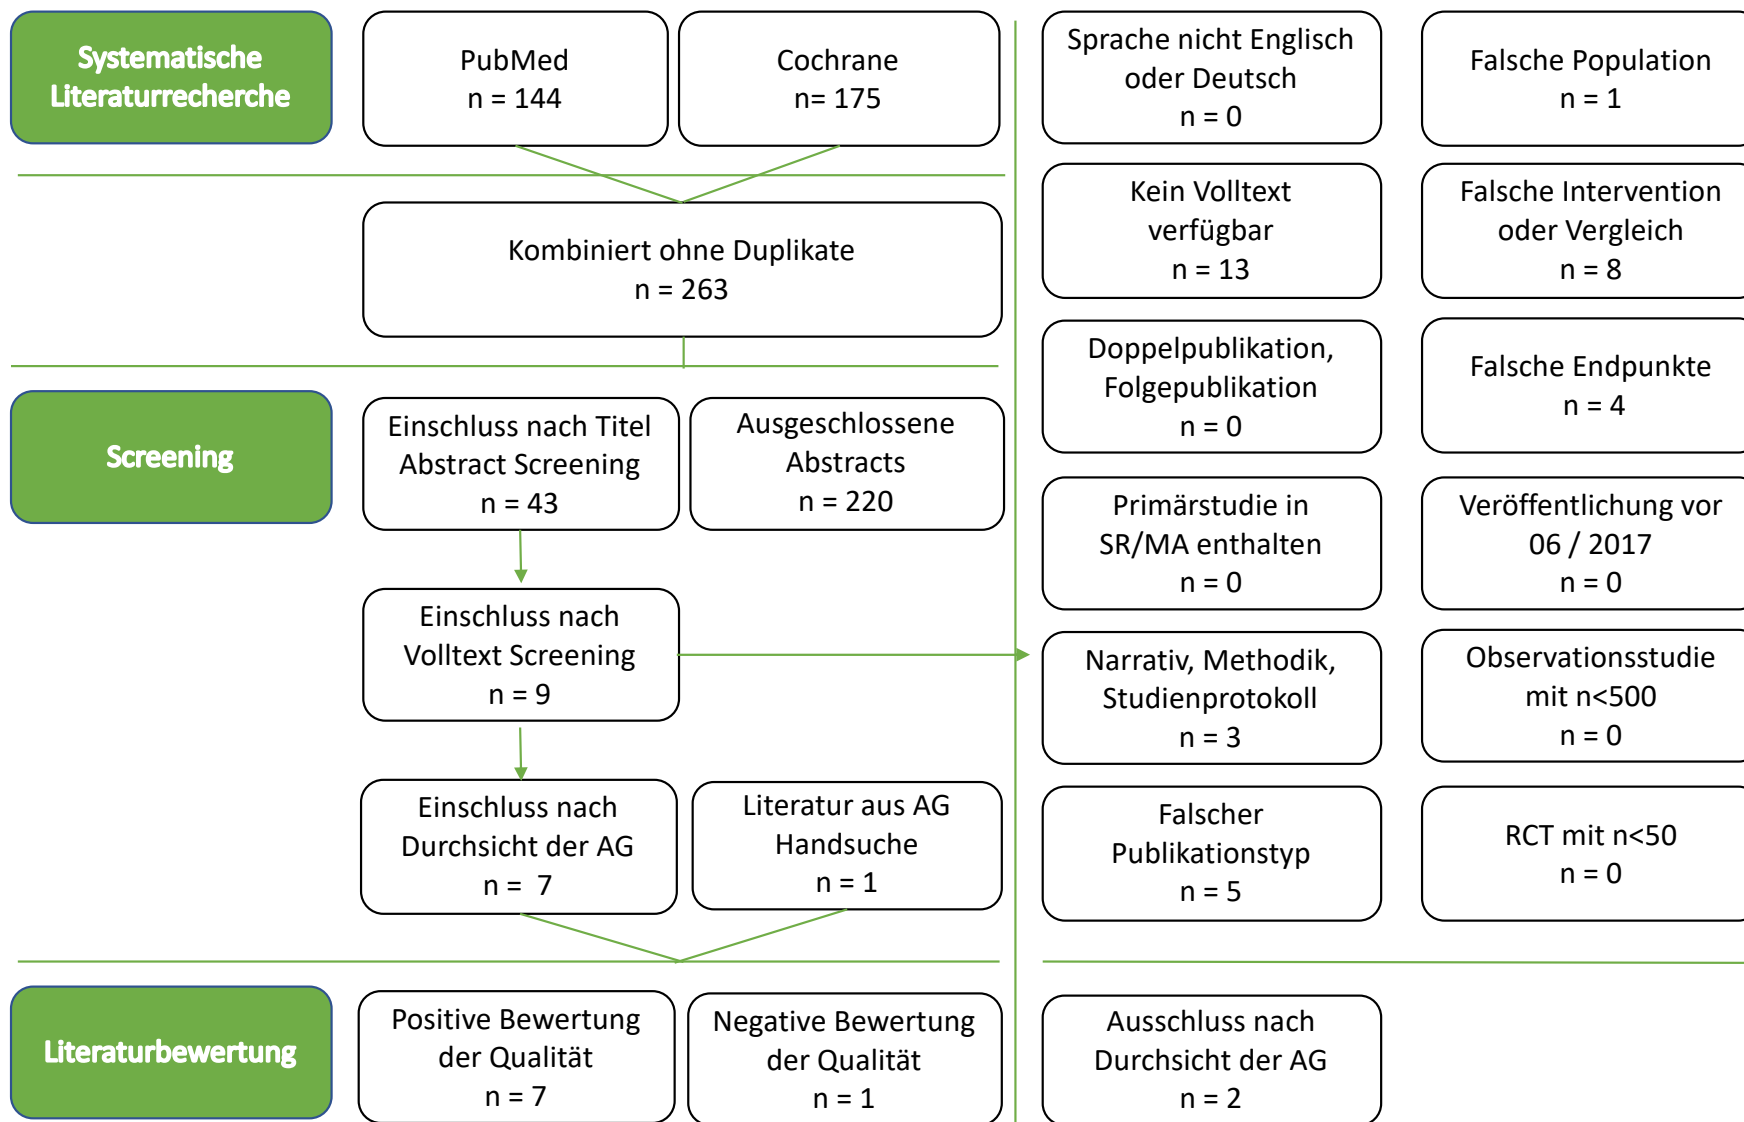 Systematische
Literaturrecherche
PubMed
n = 144
Cochrane
n= 175
Kombiniert ohne Duplikate
n = 263
Screening
Einschluss nach Titel
Abstract Screening
n = 43
Ausgeschlossene
Abstracts
n = 220
Einschluss nach
Volltext Screening
n = 9
Einschluss nach
Durchsicht der AG
n =  7
Literatur aus AG
Handsuche
n = 1
Literaturbewertung
Positive Bewertung
der Qualität
n = 7
Negative Bewertung
der Qualität
n = 1
Sprache nicht Englisch
oder Deutsch
n = 0
Falsche Population
n = 1
Kein Volltext
verfügbar
n = 13
Falsche Intervention
oder Vergleich
n = 8
Doppelpublikation,
Folgepublikation
n = 0
Falsche Endpunkte
n = 4
Primärstudie in
SR/MA enthalten
n = 0
Veröffentlichung vor
06 / 2017
n = 0
Narrativ, Methodik,
Studienprotokoll
n = 3
Observationsstudie
mit n<500
n = 0
Falscher
Publikationstyp
n = 5
RCT mit n<50
n = 0
Ausschluss nach
Durchsicht der AG
n = 2